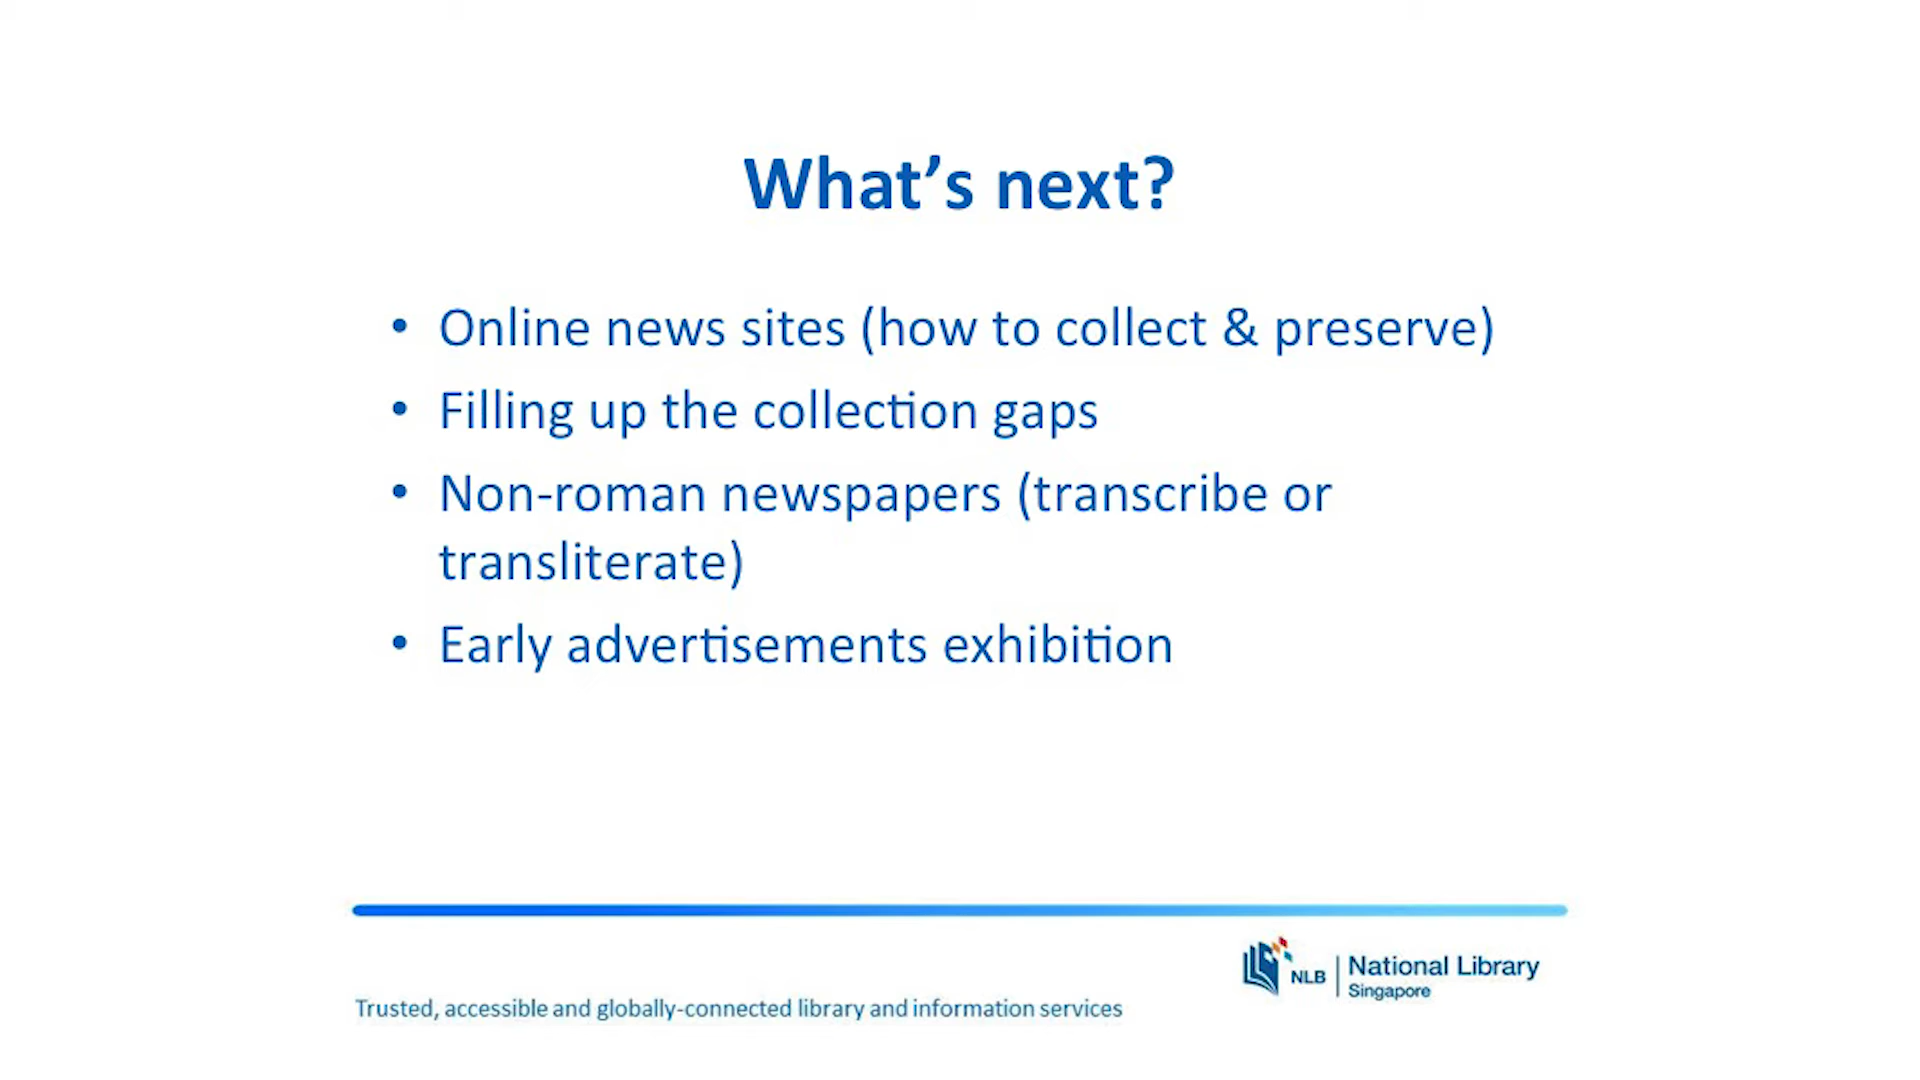 What’s next?
• Online news sites (how to collect & preserve)
• Filling up the collection gaps
• Non-roman newspapers (transcribe or
transliterate)
• Early advertisements exhibition
NLB National Library
Singapore
Trusted, accessible and globally-connected library and information services